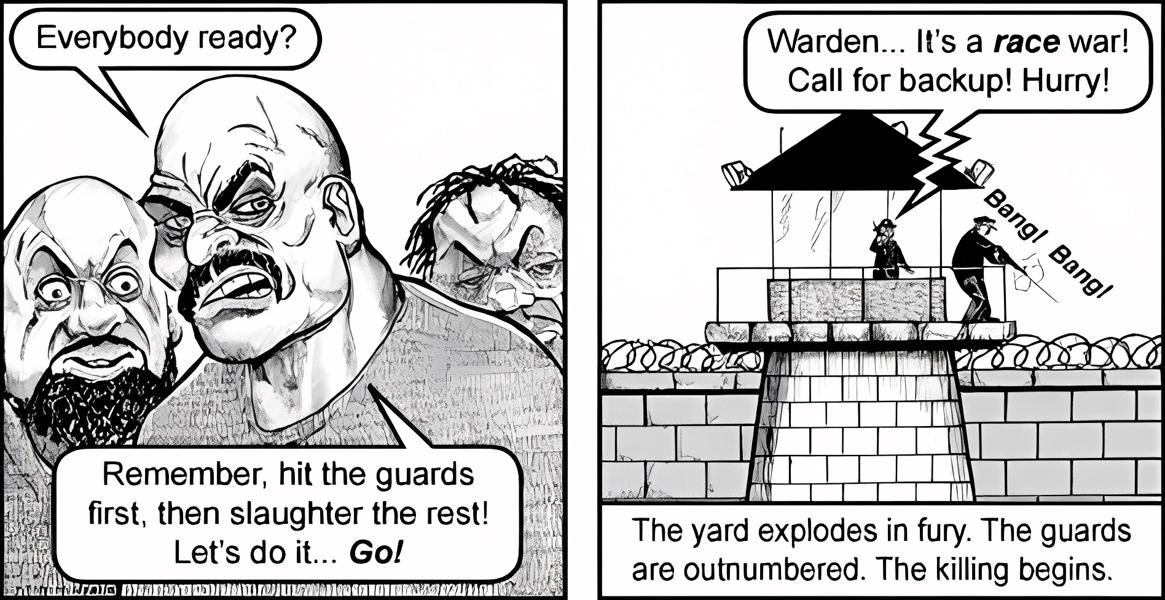 Everybody ready?
Remember, hit the guards
first, then slaughter the rest!
Let's do it... Go!
Warden... It's a race war!
Call for backup! Hurry!
Bang! Bang!
The yard explodes in fury. The guards
are outnumbered. The killing begins.